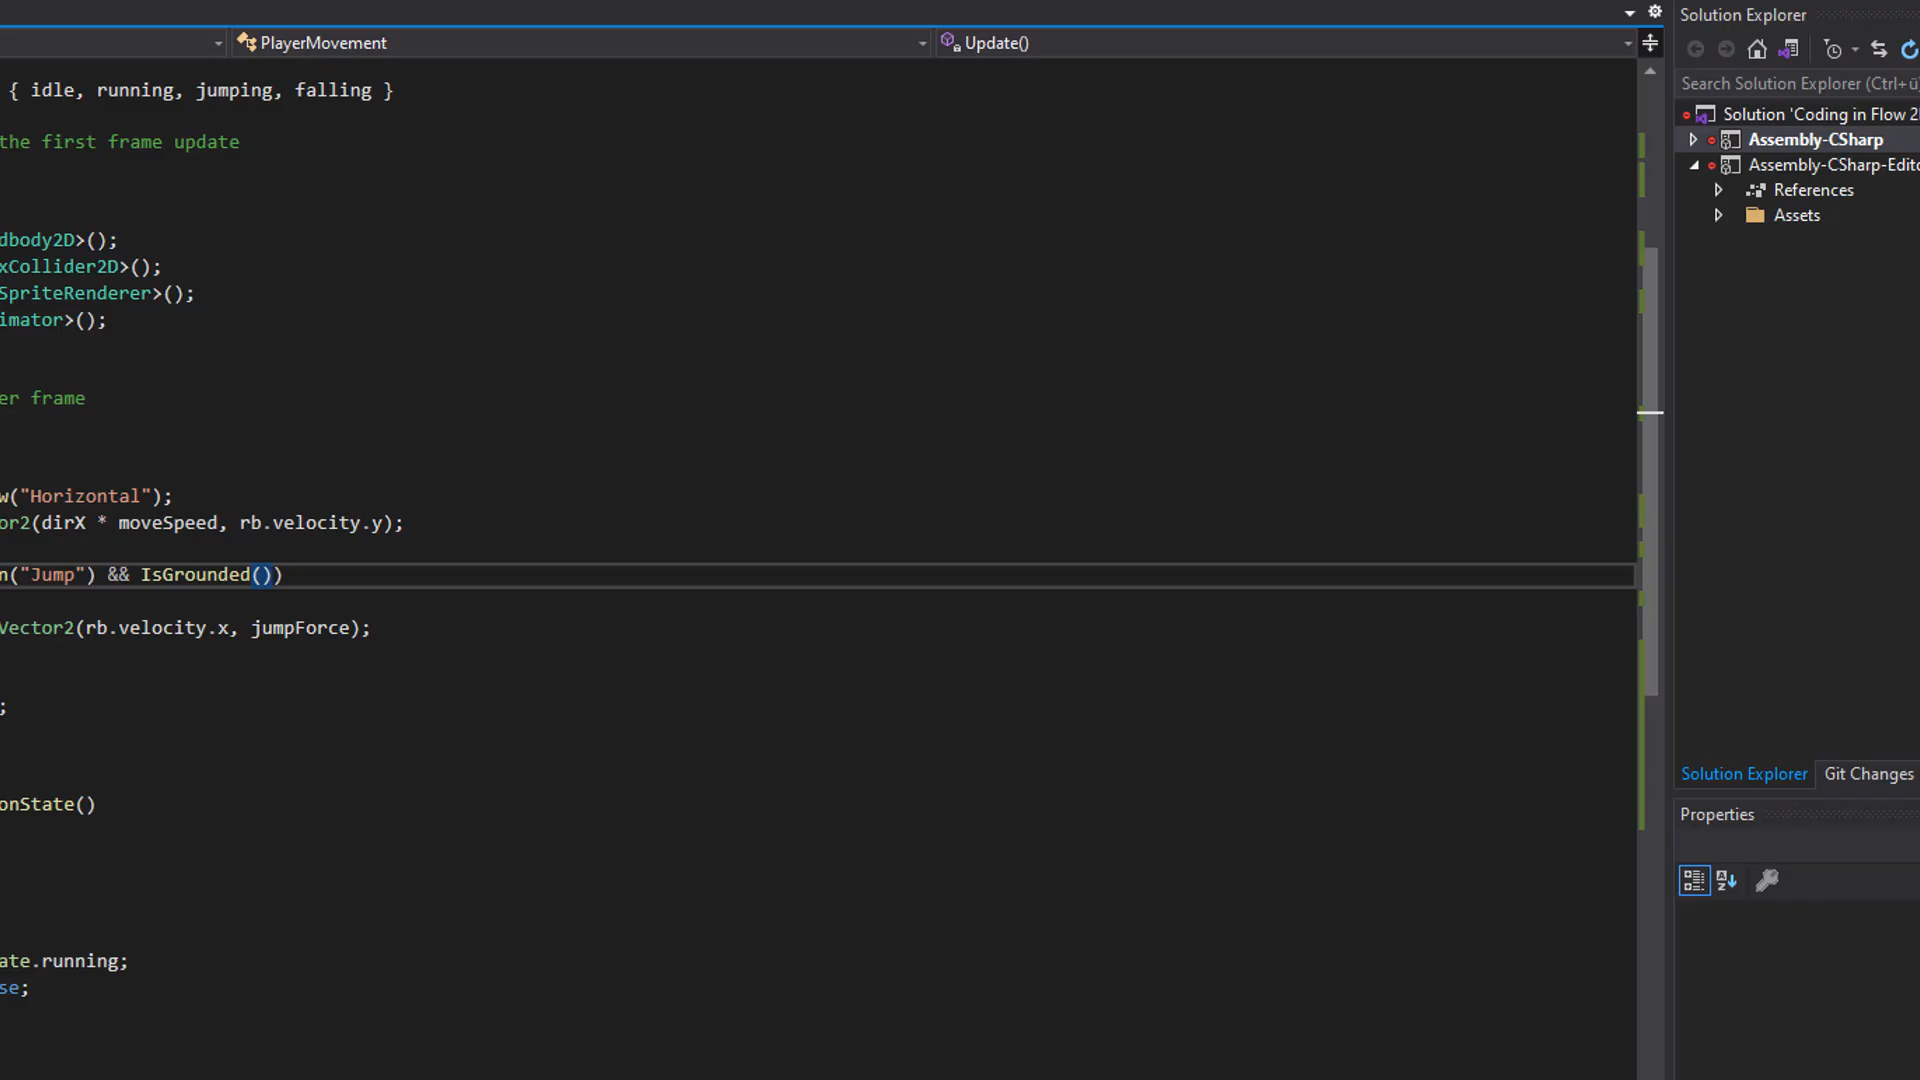 PlayerMovement
Update()
{ idle, running, jumping, falling }
the first frame update
dbody2D>();
xCollider2D>();
SpriteRenderer>();
imator>();
er frame
w("Horizontal");
or2(dirX * moveSpeed, rb.velocity.y);
n("Jump") && IsGrounded())
Vector2(rb.velocity.x, jumpForce);
;
onState()
ate.running;
se;
Solution Explorer
Search Solution Explorer (Ctrl+ü
Solution 'Coding in Flow 2
Assembly-CSharp
Assembly-CSharp-Edito
References
Assets
Solution Explorer
Git Changes
Properties